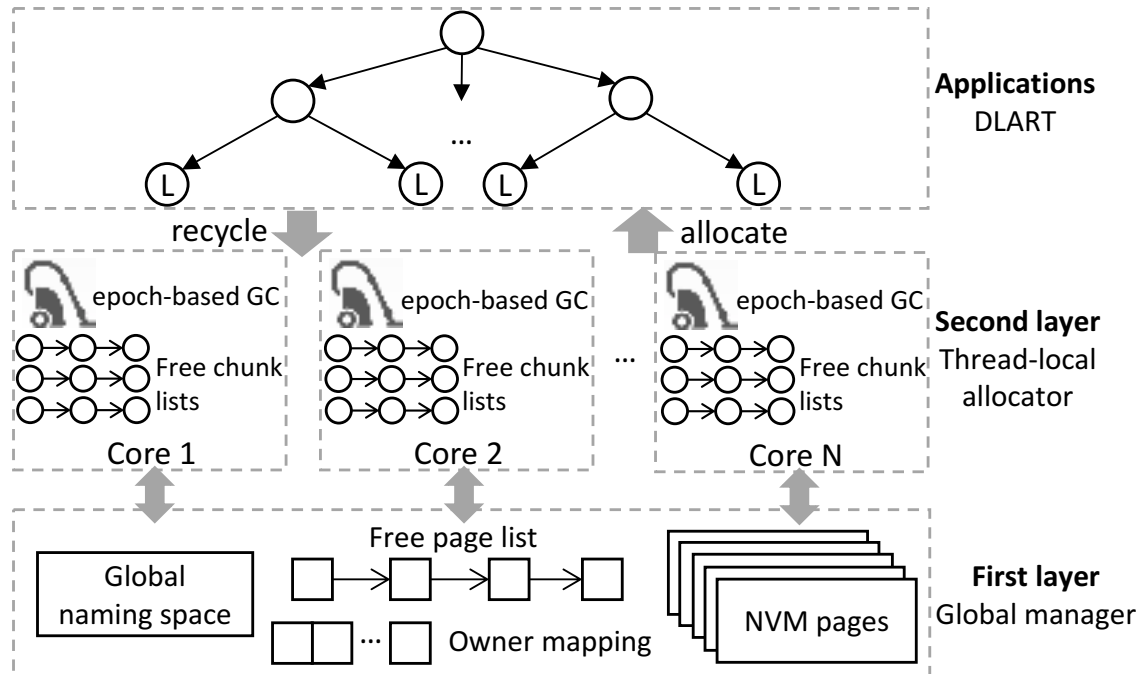 Applications
DLART
...
L
L
L
L
recycle
allocate
epoch-based GC
Free chunk
lists
Core 1
epoch-based GC
Free chunk
lists
Core 2
...
epoch-based GC
Free chunk
lists
Core N
Second layer
Thread-local
allocator
Global
naming space
Free page list
... Owner mapping
NVM pages
First layer
Global manager